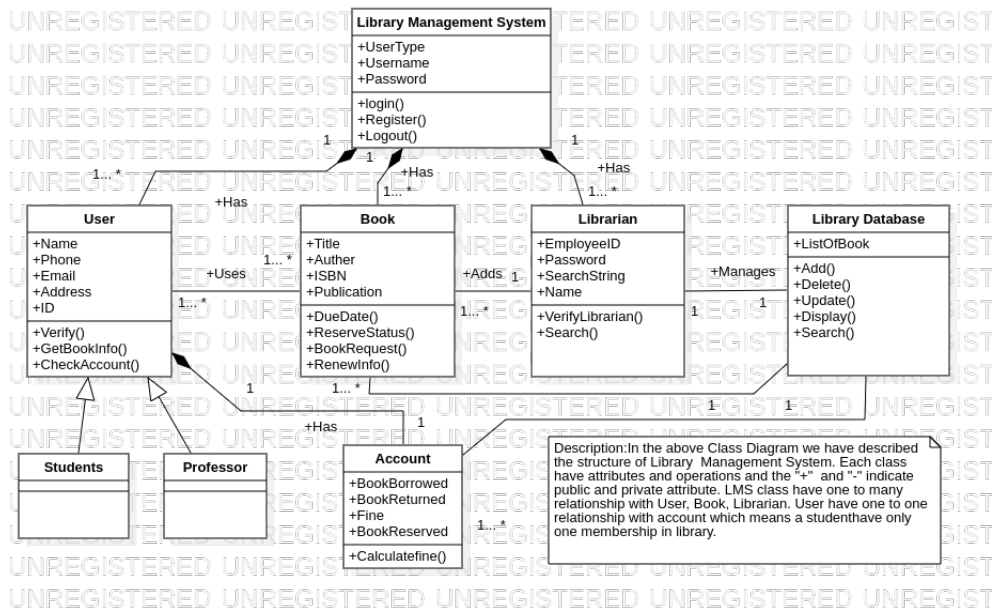 Library Management System
+UserType
+Username
+Password
+login()
+Register()
+Logout()
1
1
1
1... *
+Has
1... *
+Has
1... *
+Has
User
+Name
+Phone
+Email
+Address
+ID
+Verify()
+GetBookInfo()
+CheckAccount()
+Uses
1... *
1... *
Book
+Title
+Auther
+ISBN
+Publication
+DueDate()
+ReserveStatus()
+BookRequest()
+RenewInfo()
+Adds
1
1... *
Librarian
+EmployeeID
+Password
+SearchString
+Name
+VerifyLibrarian()
+Search()
+Manages
1
1
Library Database
+ListOfBook
+Add()
+Delete()
+Update()
+Display()
+Search()
1
1... *
1
1
+Has
1
Students
Professor
Account
+BookBorrowed
+BookReturned
+Fine
+BookReserved
+Calculatefine()
1... *
Description:In the above Class Diagram we have described
the structure of Library Management System. Each class
have attributes and operations and the "+" and "-" indicate
public and private attribute. LMS class have one to many
relationship with User, Book, Librarian. User have one to one
relationship with account which means a studenthave only
one membership in library.
UNREGISTERED